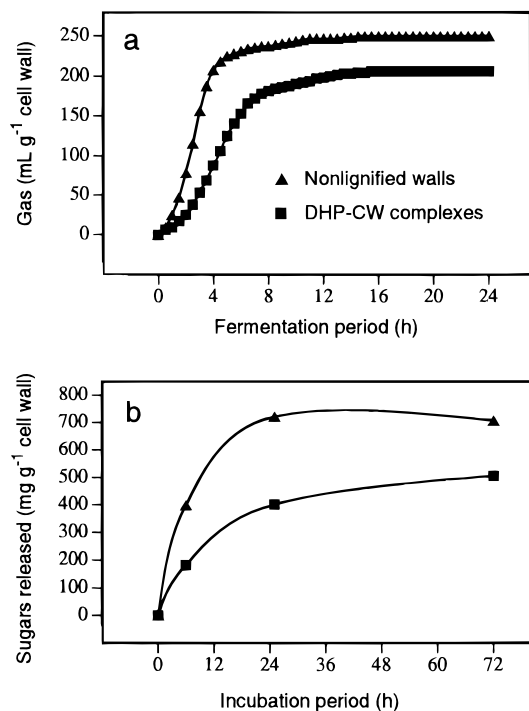 a
Gas (mL g⁻¹ cell wall)
250
200
150
100
50
0
Nonlignified walls
DHP-CW complexes
0 4 8 12 16 20 24
Fermentation period (h)
b
Sugars released (mg g⁻¹ cell wall)
800
700
600
500
400
300
200
100
0
0 12 24 36 48 60 72
Incubation period (h)